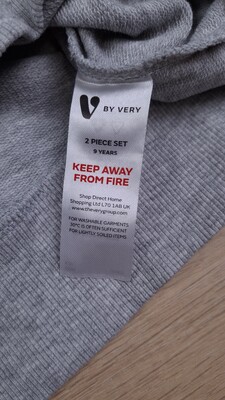 V BY VERY
2 PIECE SET
9 YEARS
KEEP AWAY
FROM FIRE
Shop Direct Home
Shopping Ltd L70 1AB UK
www.theverygroup.com
FOR WASHABLE GARMENTS
30°C IS OFTEN SUFFICIENT
FOR LIGHTLY SOILED ITEMS